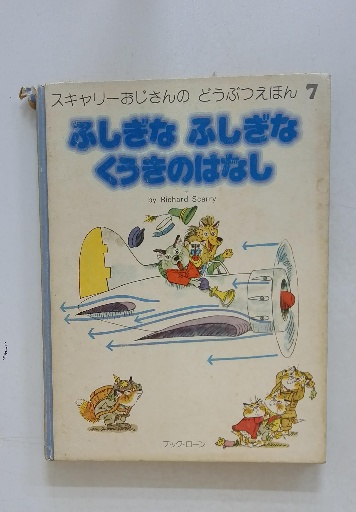 スキャリーおじさんの どうぶつえほん 7
ふしぎな ふしぎな
くうきのはなし
by Richard Scarry
ブック・ローン